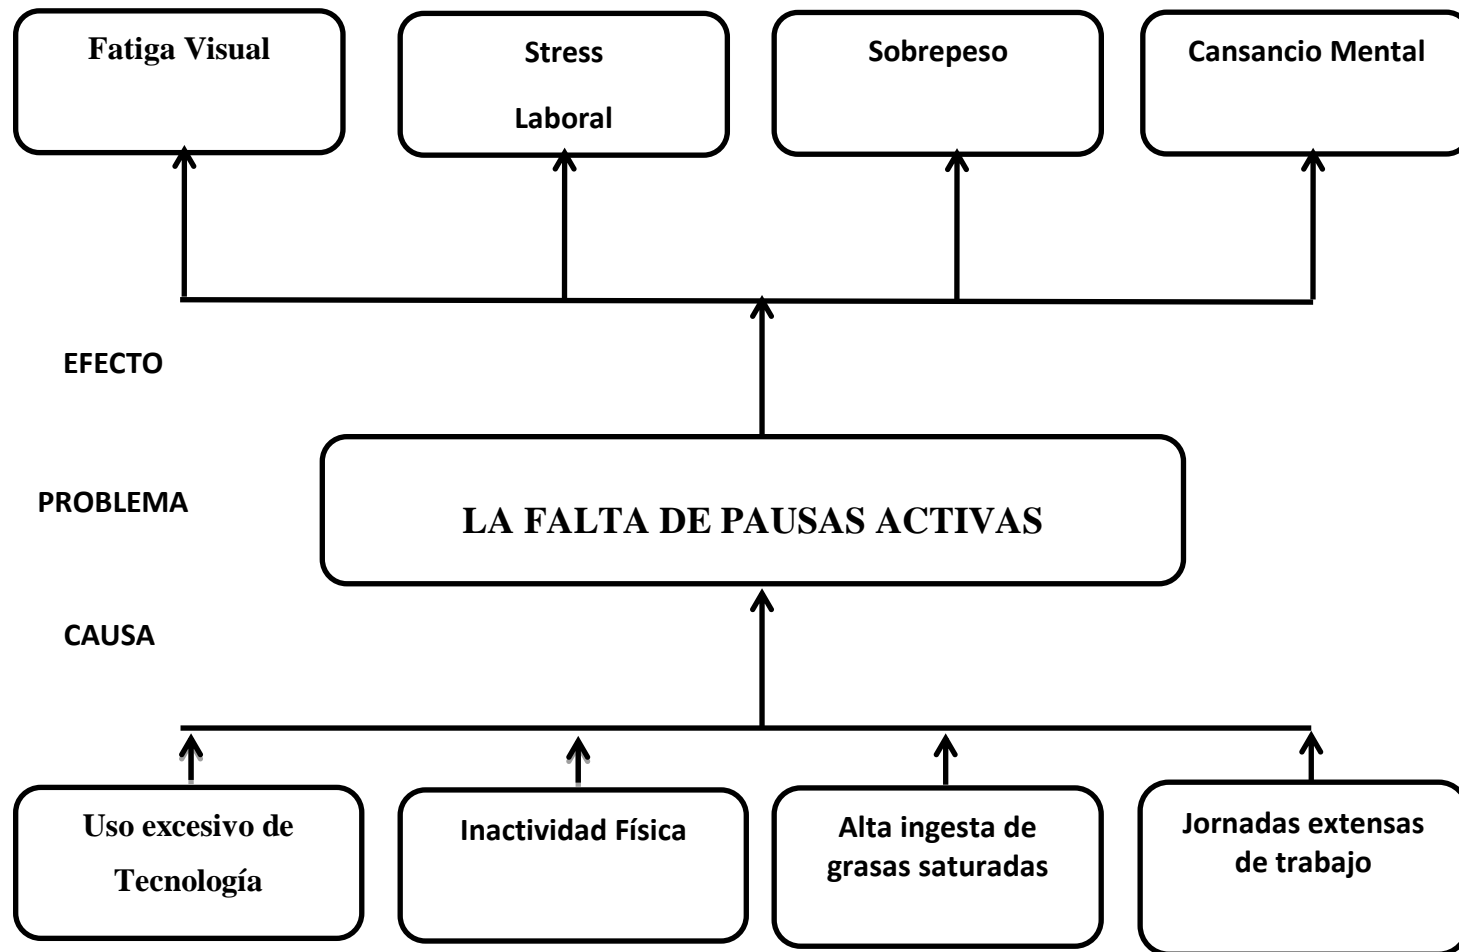 Fatiga Visual
Stress
Laboral
Sobrepeso
Cansancio Mental
EFECTO
PROBLEMA
LA FALTA DE PAUSAS ACTIVAS
CAUSA
Uso excesivo de
Tecnología
Inactividad Física
Alta ingesta de
grasas saturadas
Jornadas extensas
de trabajo